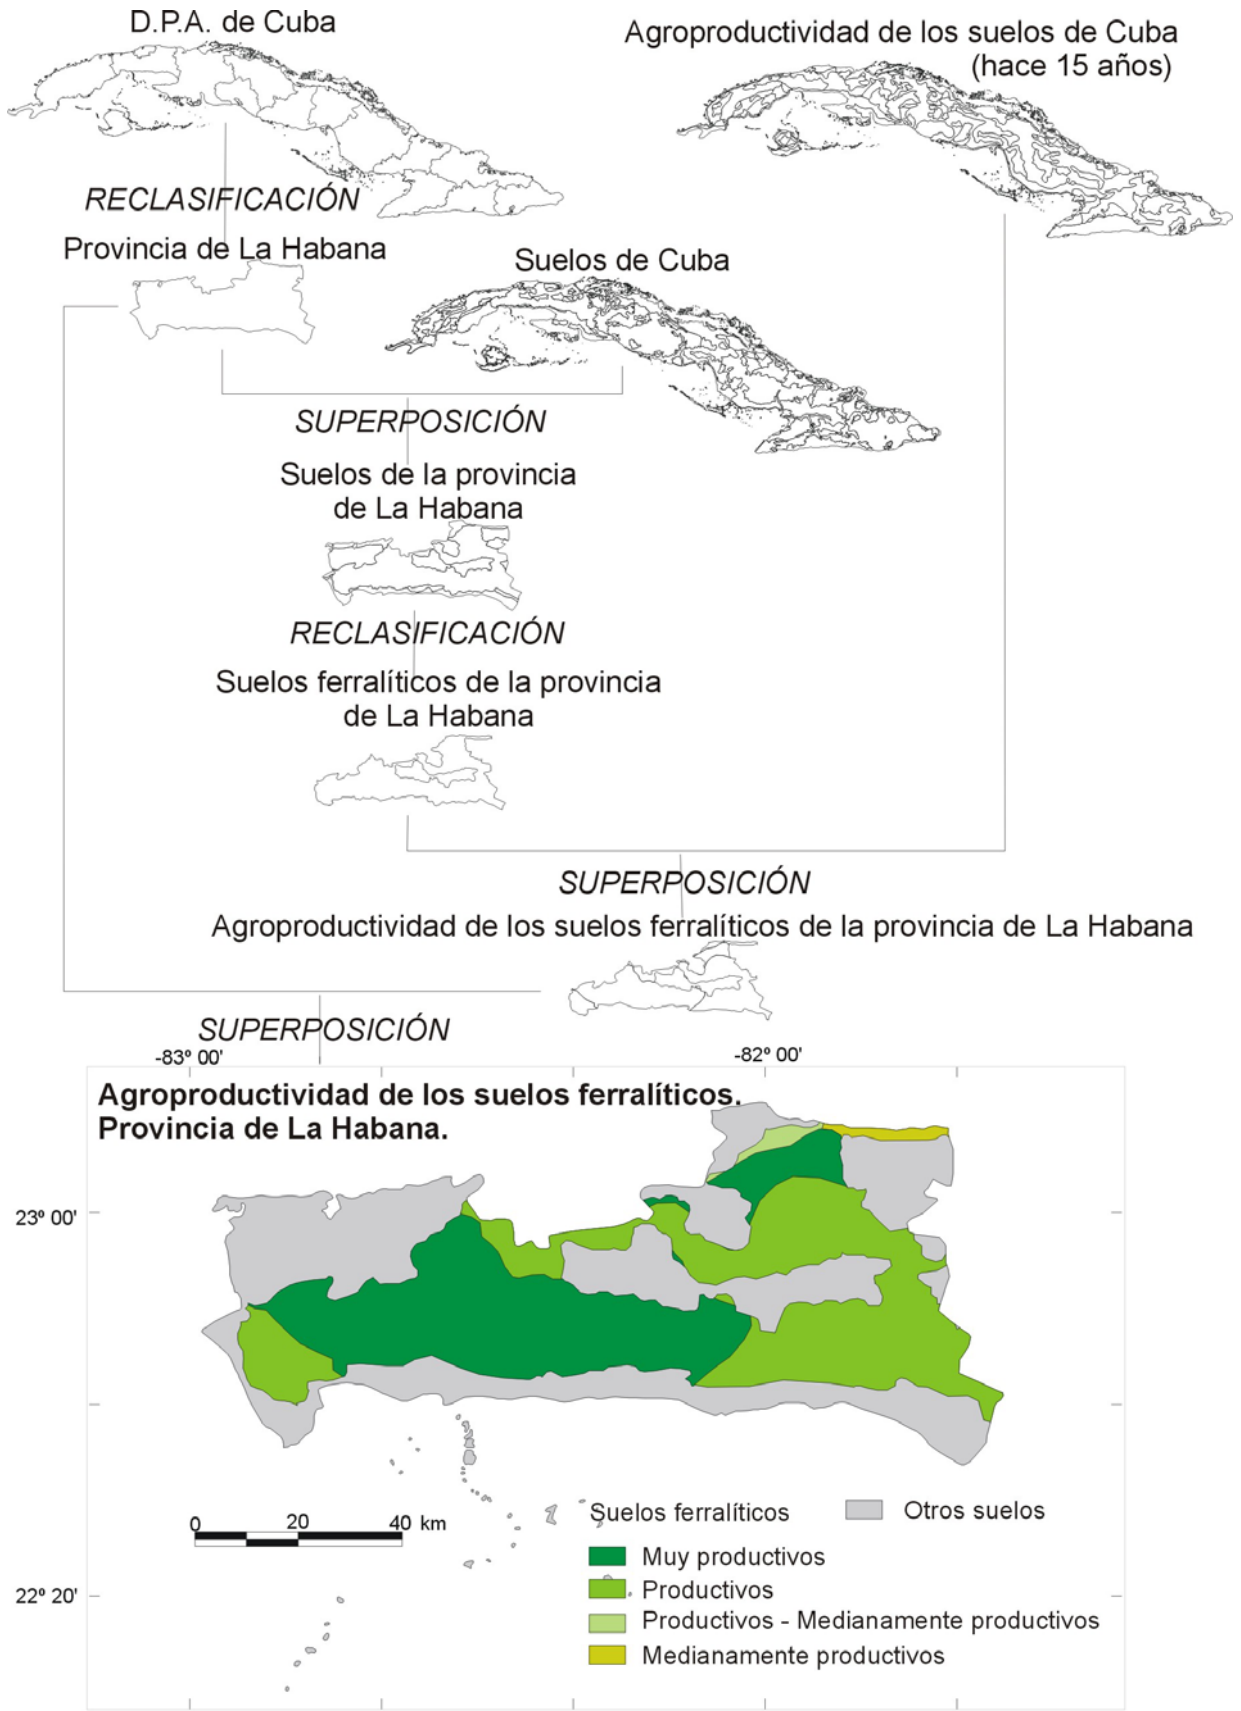 D.P.A. de Cuba
Agroproductividad de los suelos de Cuba
(hace 15 años)
RECLASIFICACIÓN
Provincia de La Habana
Suelos de Cuba
SUPERPOSICIÓN
Suelos de la provincia
de La Habana
RECLASIFICACIÓN
Suelos ferralíticos de la provincia
de La Habana
SUPERPOSICIÓN
Agroproductividad de los suelos ferralíticos de la provincia de La Habana
SUPERPOSICIÓN
-83º 00'
-82º 00'
Agroproductividad de los suelos ferralíticos.
Provincia de La Habana.
23º 00'
0 20 40 km
Suelos ferralíticos
Otros suelos
Muy productivos
Productivos
Productivos - Medianamente productivos
Medianamente productivos
22º 20'